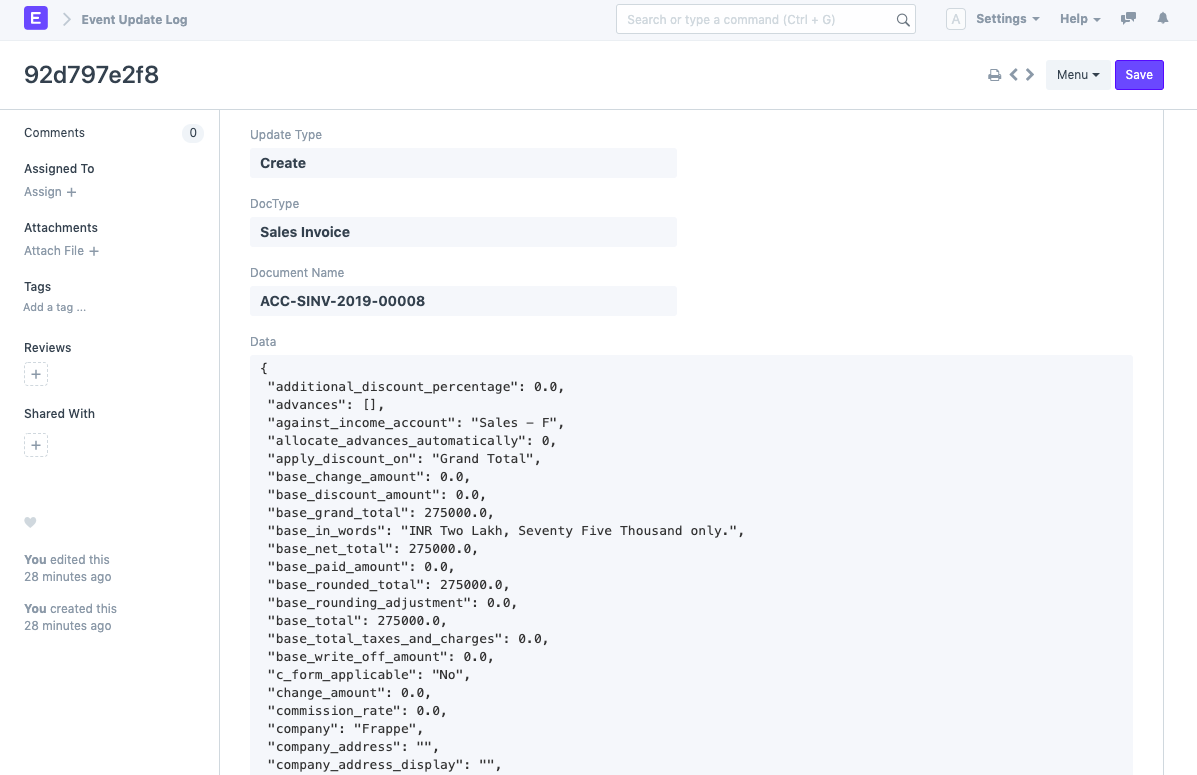 E Event Update Log Search or type a command (Ctrl + G) A Settings Help
92d797e2f8 Menu Save
Comments 0
Assigned To
Assign +
Attachments
Attach File +
Tags
Add a tag ...
Reviews
+
Shared With
+
You edited this
28 minutes ago
You created this
28 minutes ago
Update Type
Create
DocType
Sales Invoice
Document Name
ACC-SINV-2019-00008
Data
{
"additional_discount_percentage": 0.0,
"advances": [],
"against_income_account": "Sales - F",
"allocate_advances_automatically": 0,
"apply_discount_on": "Grand Total",
"base_change_amount": 0.0,
"base_discount_amount": 0.0,
"base_grand_total": 275000.0,
"base_in_words": "INR Two Lakh, Seventy Five Thousand only.",
"base_net_total": 275000.0,
"base_paid_amount": 0.0,
"base_rounded_total": 275000.0,
"base_rounding_adjustment": 0.0,
"base_total": 275000.0,
"base_total_taxes_and_charges": 0.0,
"base_write_off_amount": 0.0,
"c_form_applicable": "No",
"change_amount": 0.0,
"commission_rate": 0.0,
"company": "Frappe",
"company_address": "",
"company_address_display": "",